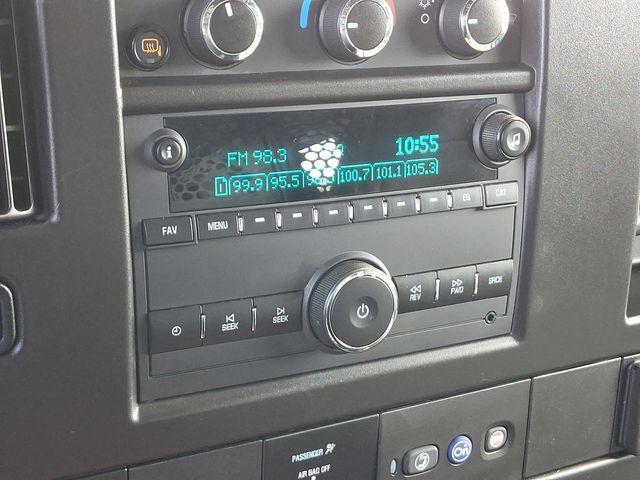 FM 98.3 10:55
1 99.9 95.5 100.7 101.1 105.3
FAV MENU EQ CAT
SEEK SEEK REV FWD SRCE
PASSENGER
AIR BAG OFF
On